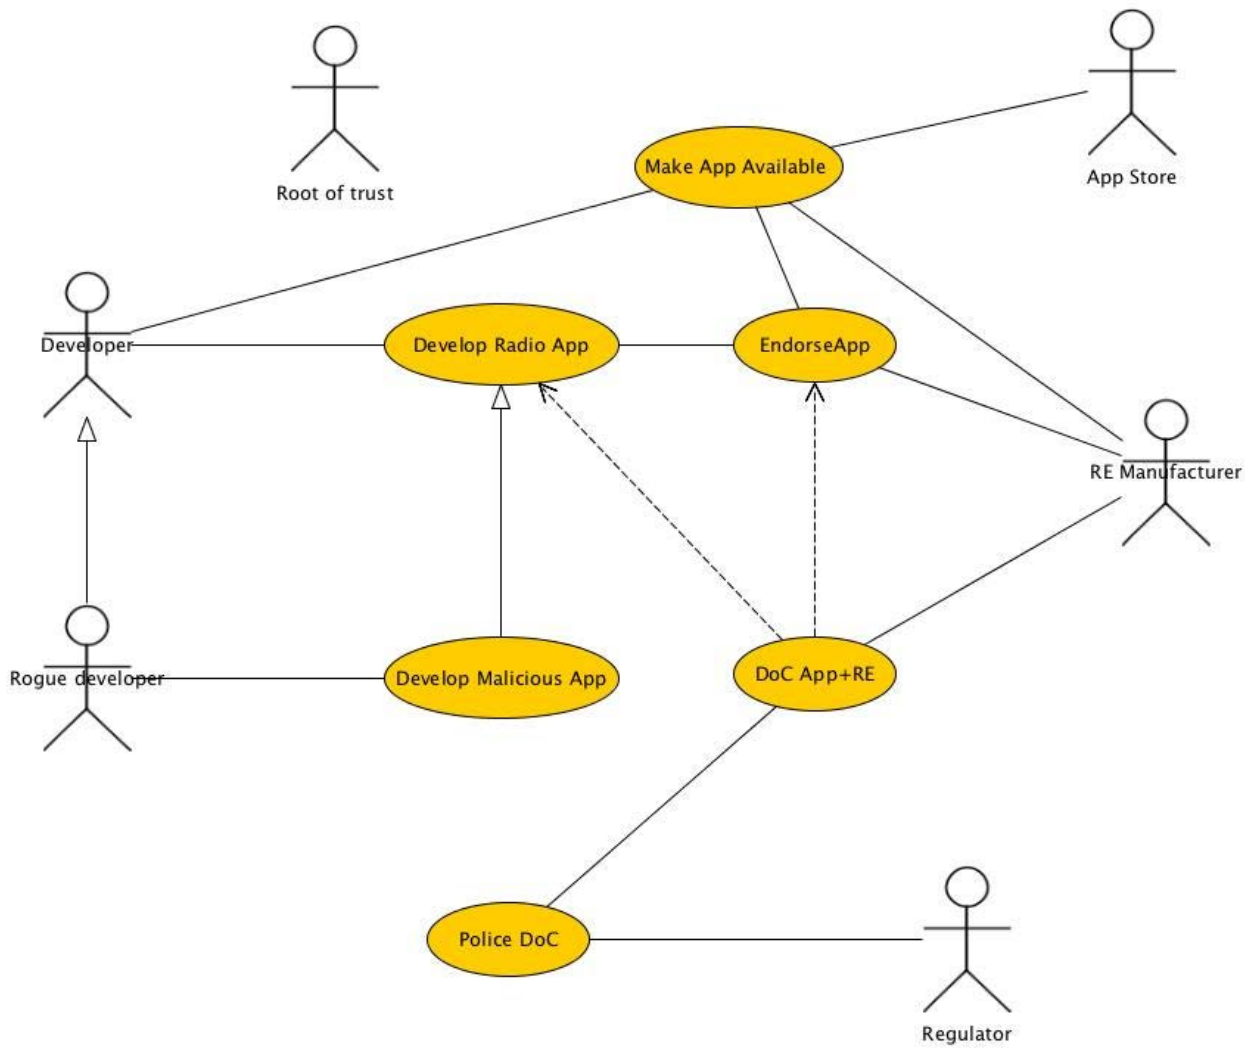 Root of trust
Make App Available
App Store
Developer
Develop Radio App
EndorseApp
RE Manufacturer
Rogue developer
Develop Malicious App
DoC App+RE
Police DoC
Regulator